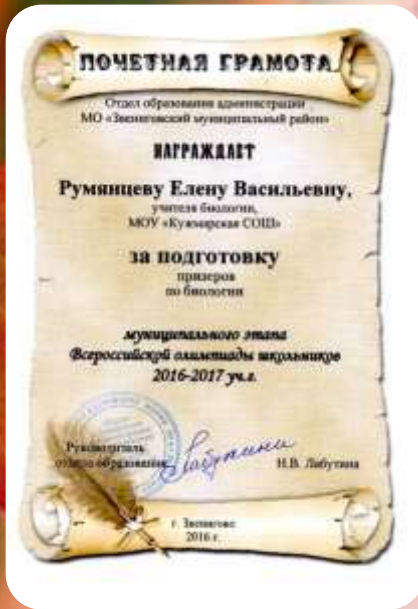 ПОЧЕТНАЯ ГРАМОТА
Отдел образования администрации
МО «Звениговский муниципальный район»
НАГРАЖДАЕТ
Румянцеву Елену Васильевну,
учителя биологии,
МОУ «Кужмарская СОШ»
за подготовку
призеров
по биологии
муниципального этапа
Всероссийской олимпиады школьников
2016-2017 уч.г.
Руководитель
отдела образования
Н.В. Лабутина
г. Звенигово
2016 г.